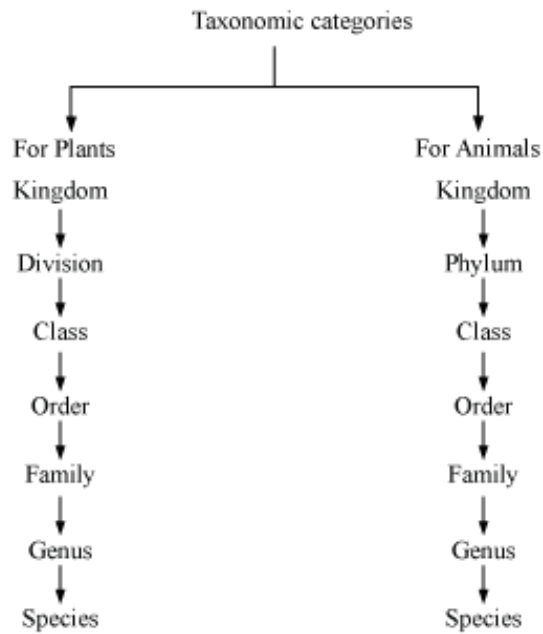 Taxonomic categories
For Plants
Kingdom
Division
Class
Order
Family
Genus
Species
For Animals
Kingdom
Phylum
Class
Order
Family
Genus
Species